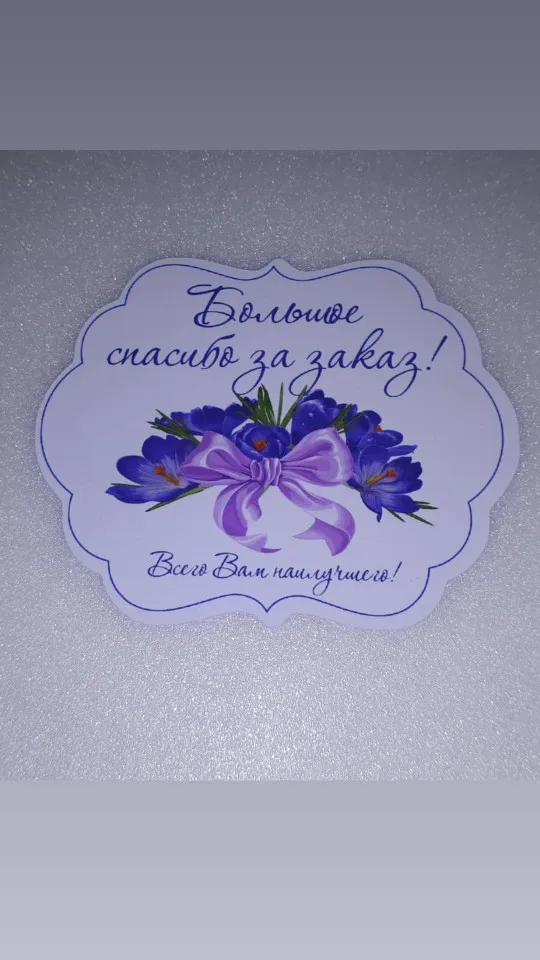 Большое
спасибо за заказ!
Всего Вам наилучшего!